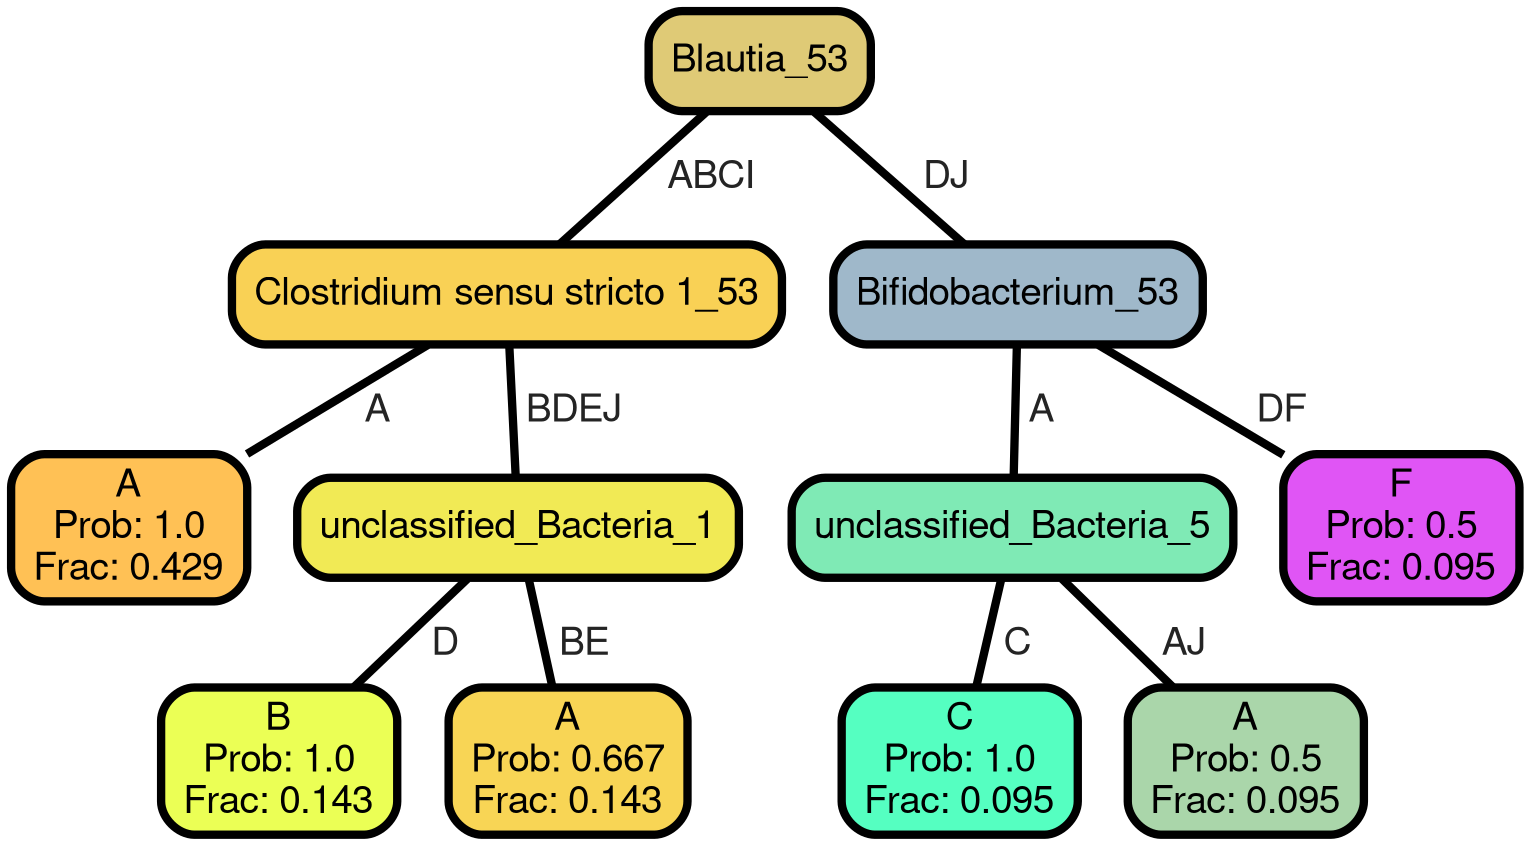 Blautia_53
ABCI
DJ
Clostridium sensu stricto 1_53
Bifidobacterium_53
A
BDEJ
A
DF
A
Prob: 1.0
Frac: 0.429
unclassified_Bacteria_1
unclassified_Bacteria_5
F
Prob: 0.5
Frac: 0.095
D
BE
C
AJ
B
Prob: 1.0
Frac: 0.143
A
Prob: 0.667
Frac: 0.143
C
Prob: 1.0
Frac: 0.095
A
Prob: 0.5
Frac: 0.095